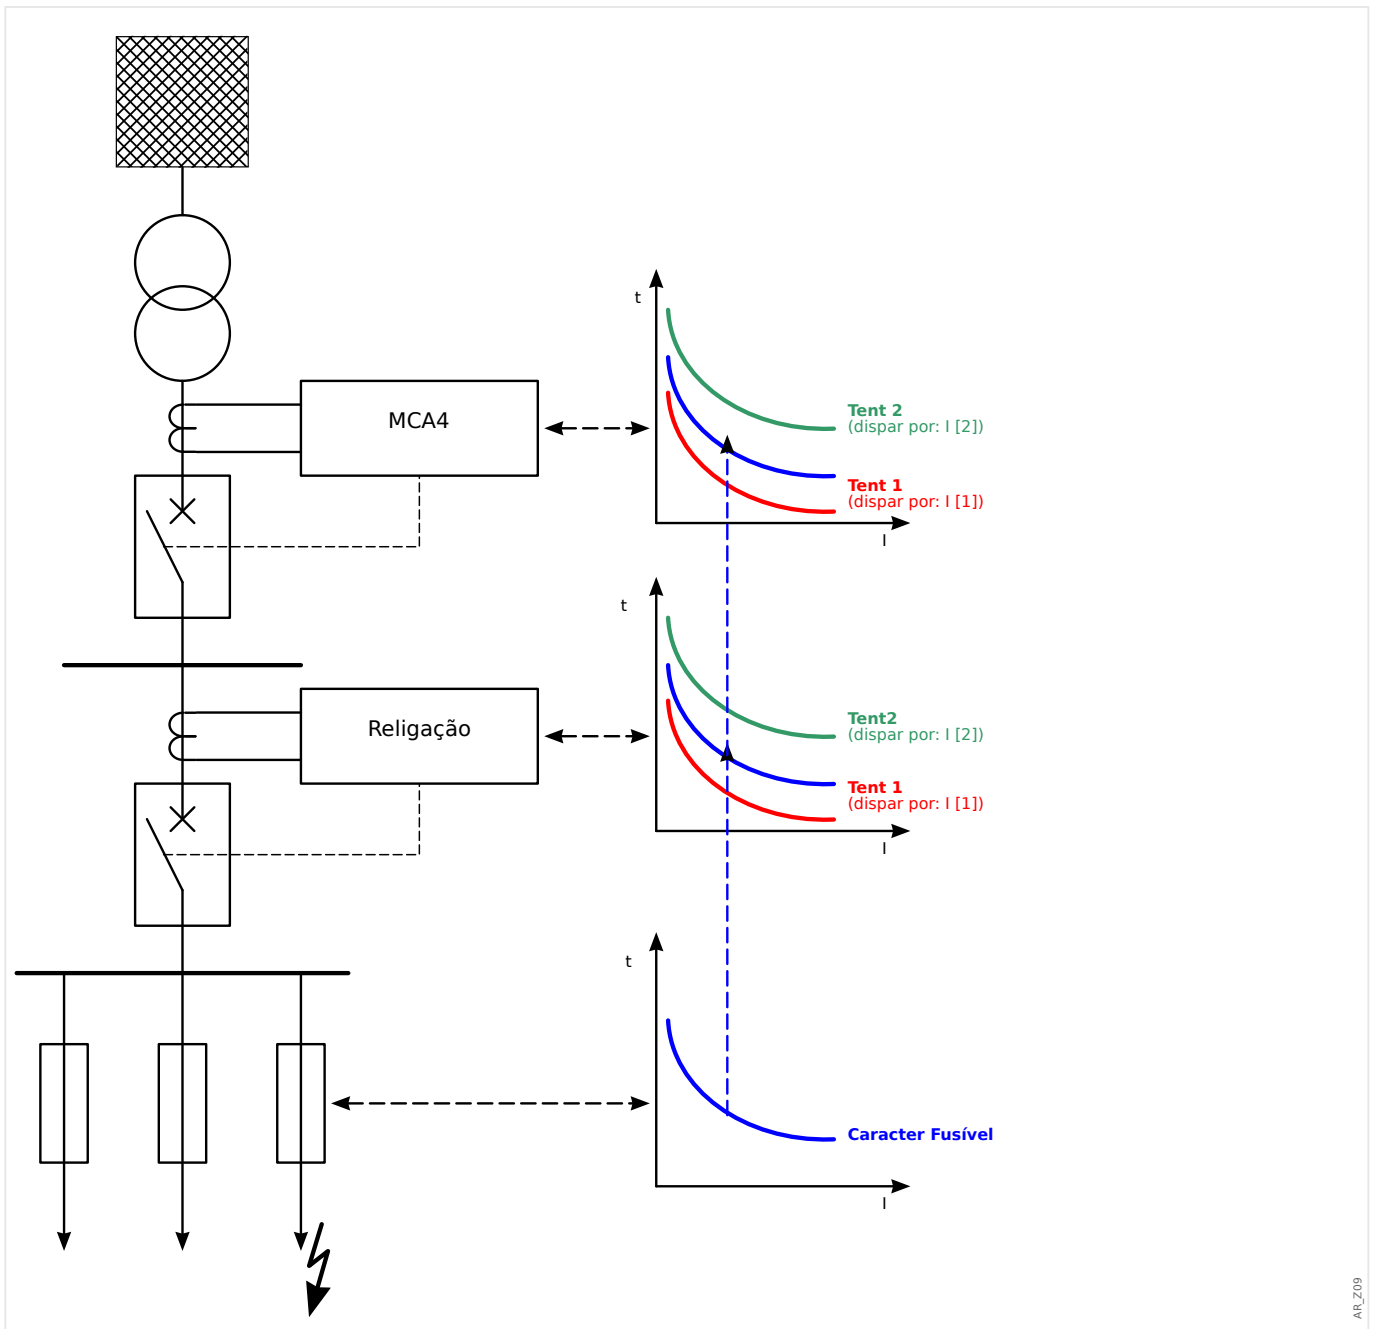 t
MCA4
Tent 2
(dispar por: I [2])
Tent 1
(dispar por: I [1])
I
t
Religação
Tent2
(dispar por: I [2])
Tent 1
(dispar por: I [1])
I
t
Caracter Fusível
I
AR_Z09